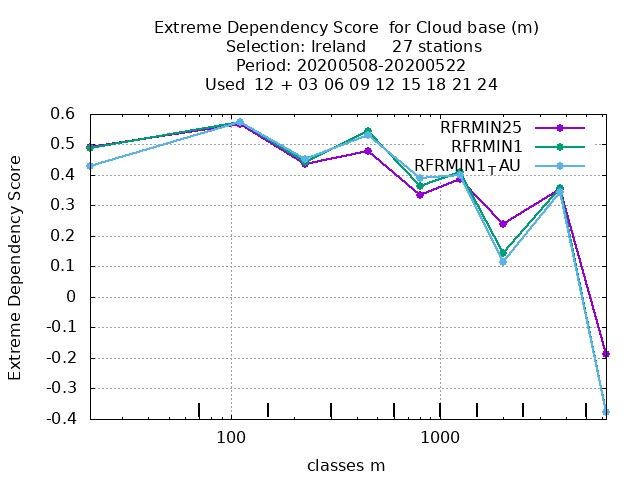 Extreme Dependency Score  for Cloud base (m)
Selection: Ireland     27 stations
Period: 20200508-20200522
Used  12 + 03 06 09 12 15 18 21 24
RFRMIN25
RFRMIN1
RFRMIN1_TAU
Extreme Dependency Score
0.6
0.5
0.4
0.3
0.2
0.1
0
-0.1
-0.2
-0.3
-0.4
100 1000
classes m